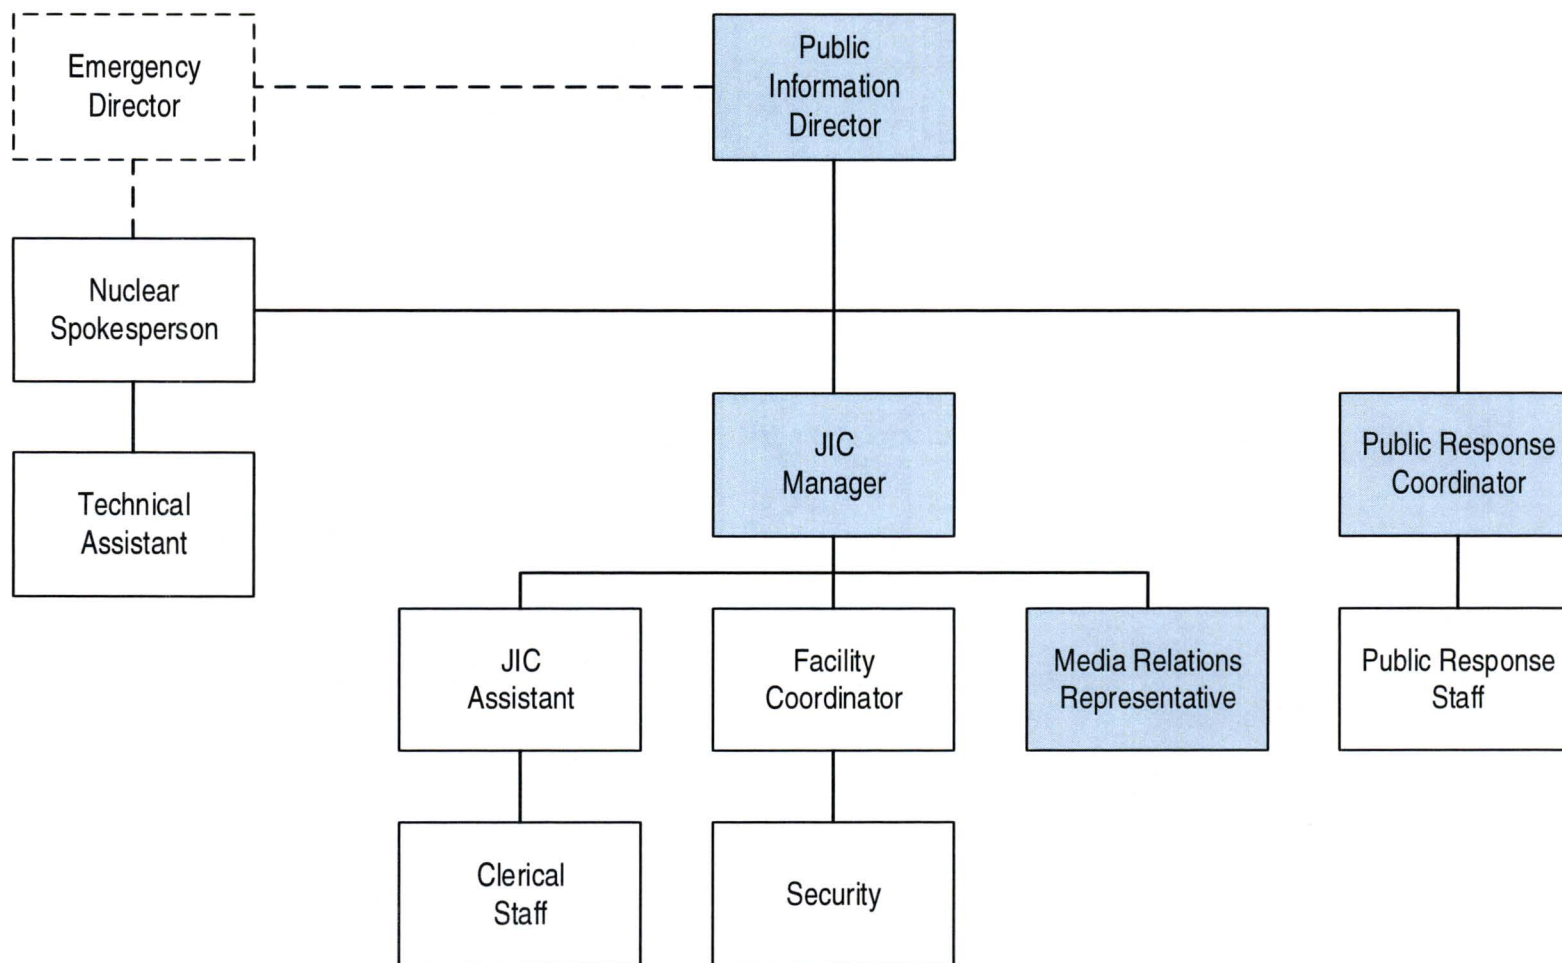 Emergency
Director
Public
Information
Director
Nuclear
Spokesperson
JIC
Manager
Public Response
Coordinator
Technical
Assistant
JIC
Assistant
Facility
Coordinator
Media Relations
Representative
Public Response
Staff
Clerical
Staff
Security